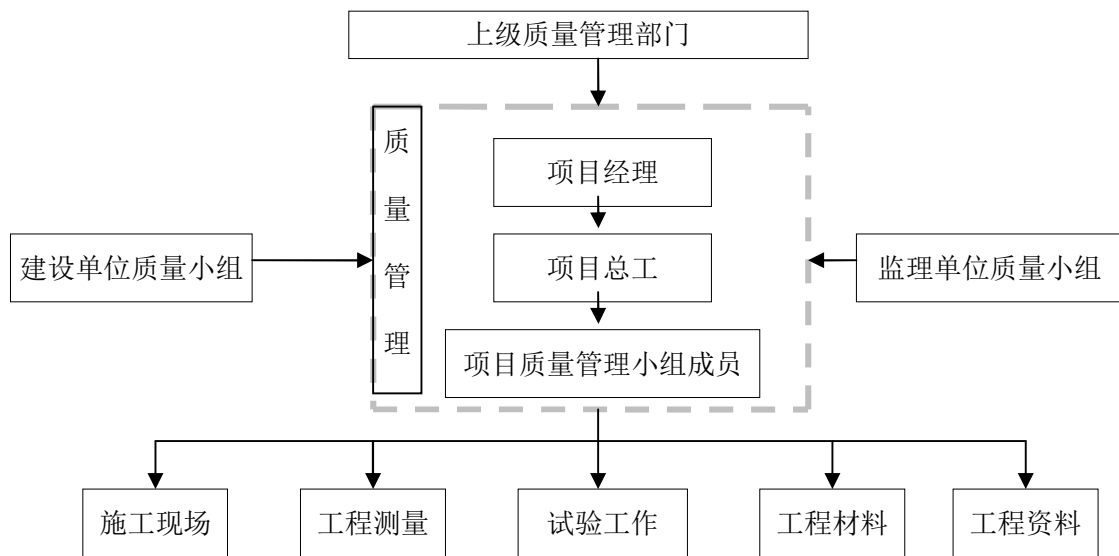 上级质量管理部门
质
量
管
理
项目经理
建设单位质量小组
项目总工
监理单位质量小组
项目质量管理小组成员
施工现场
工程测量
试验工作
工程材料
工程资料